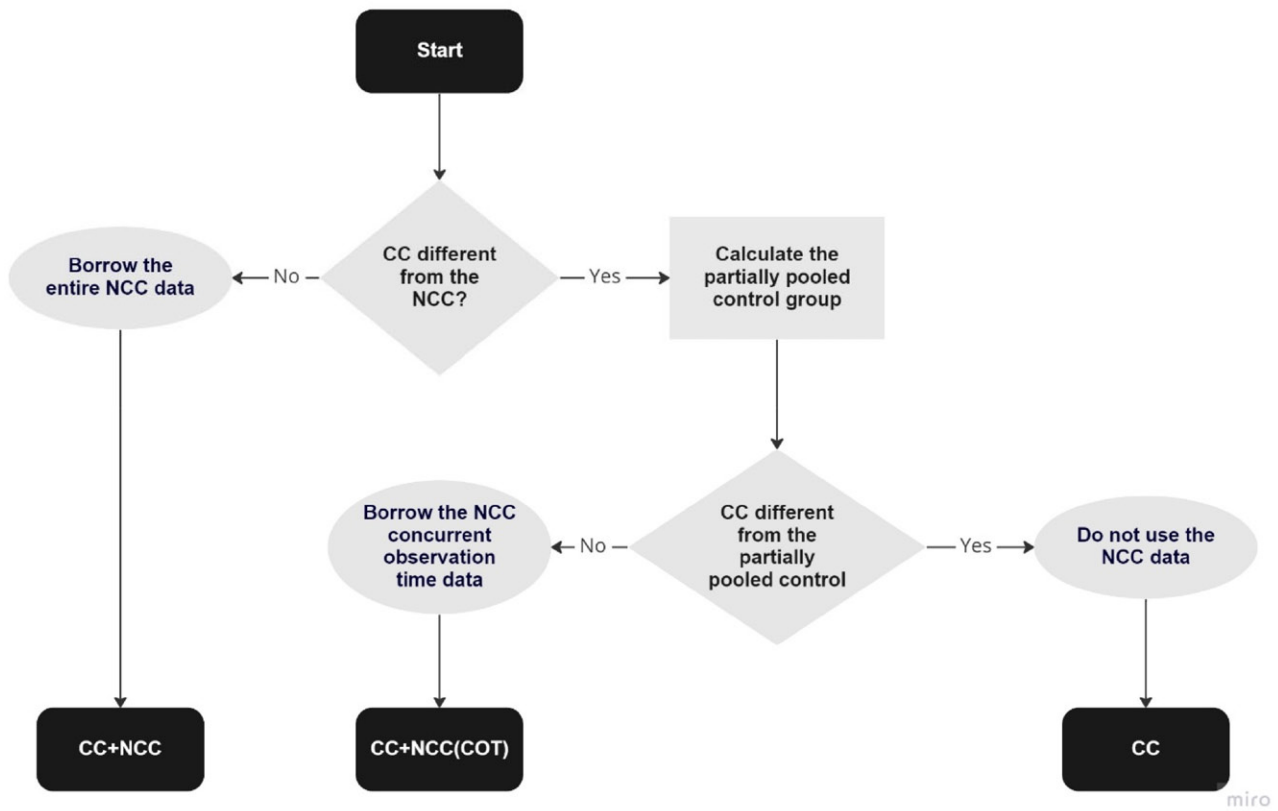 Start
CC different
from the
NCC?
No
Yes
Borrow the
entire NCC data
Calculate the
partially pooled
control group
CC different
from the
partially
pooled control
No
Yes
Borrow the NCC
concurrent
observation
time data
Do not use the
NCC data
CC+NCC
CC+NCC(COT)
CC
miro